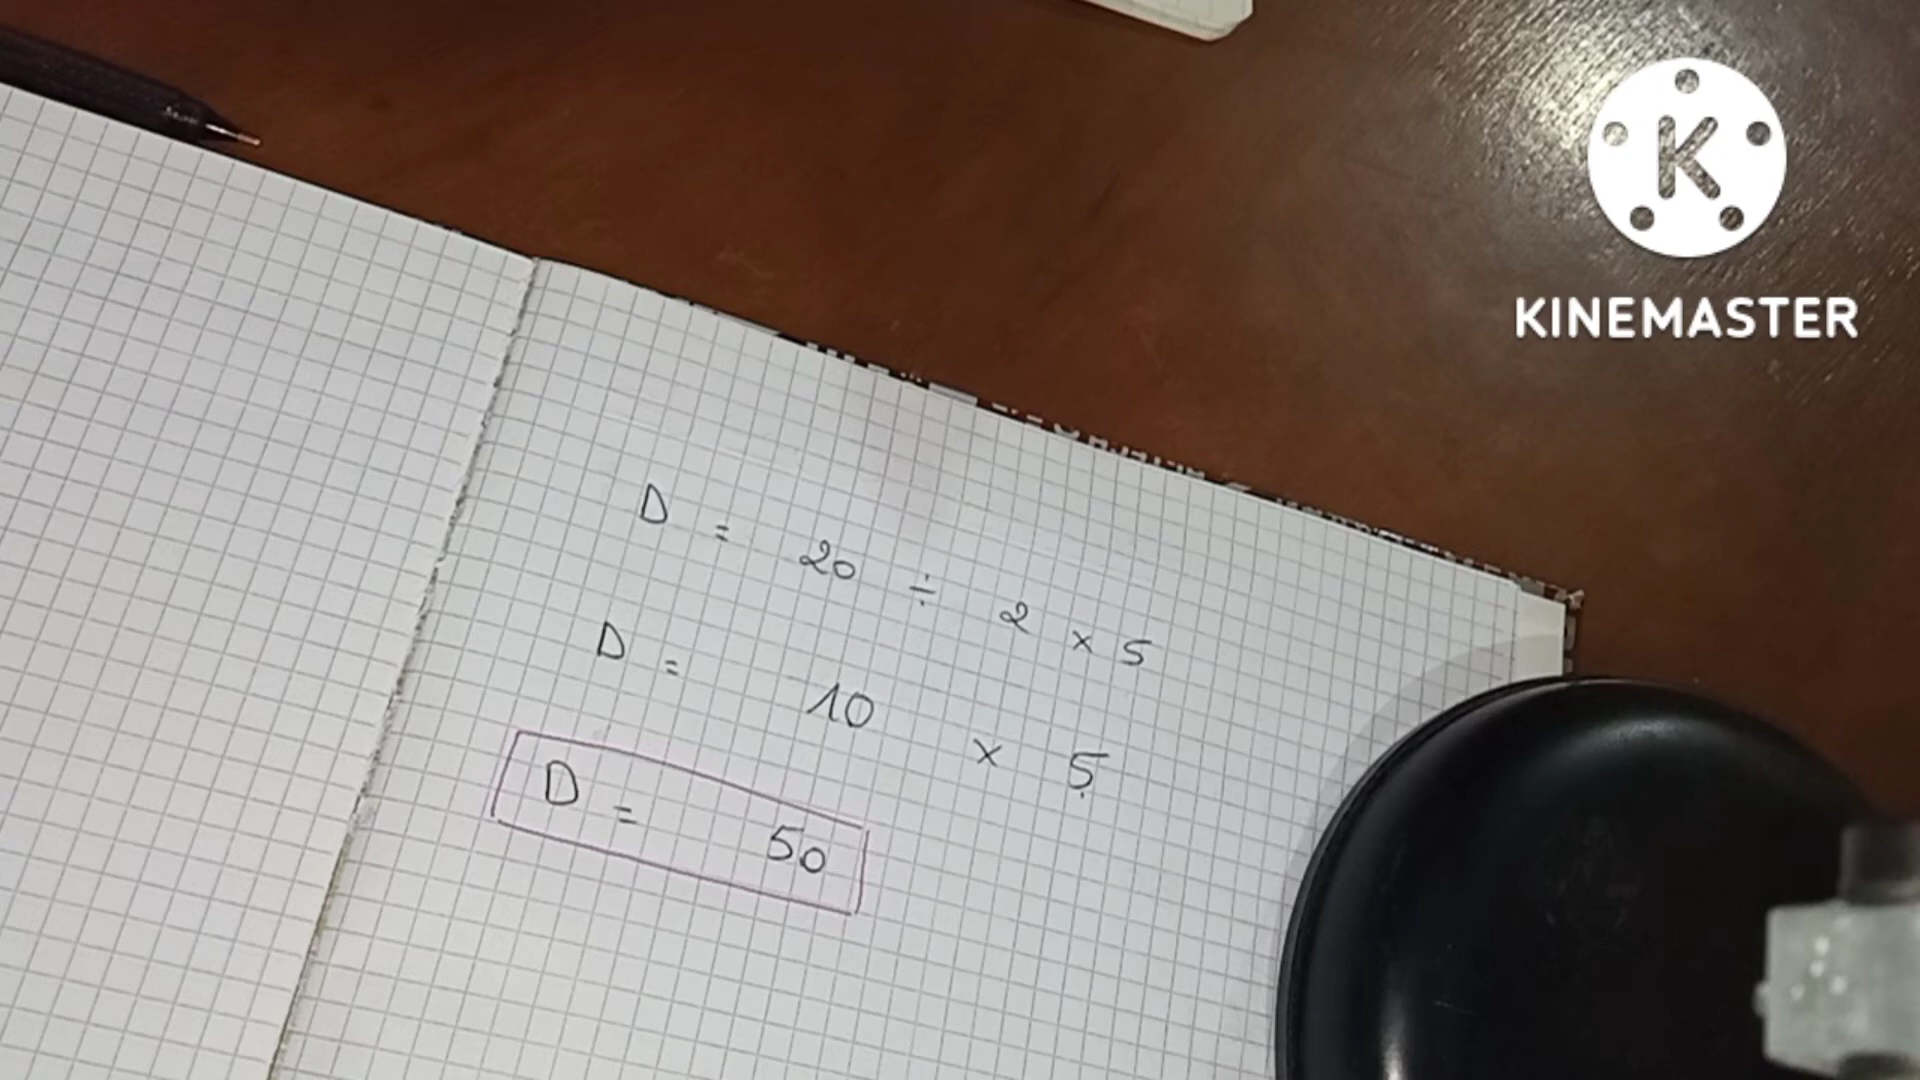 KINEMASTER
D = 20 ÷ 2 × 5
D = 10 × 5
D = 50